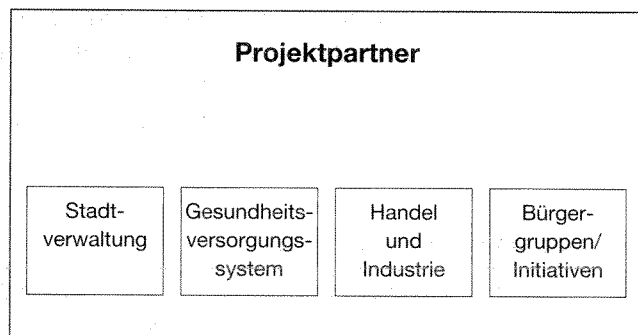 Projektpartner
Stadt-
verwaltung
Gesundheits-
versorgungs-
system
Handel
und
Industrie
Bürger-
gruppen/
Initiativen